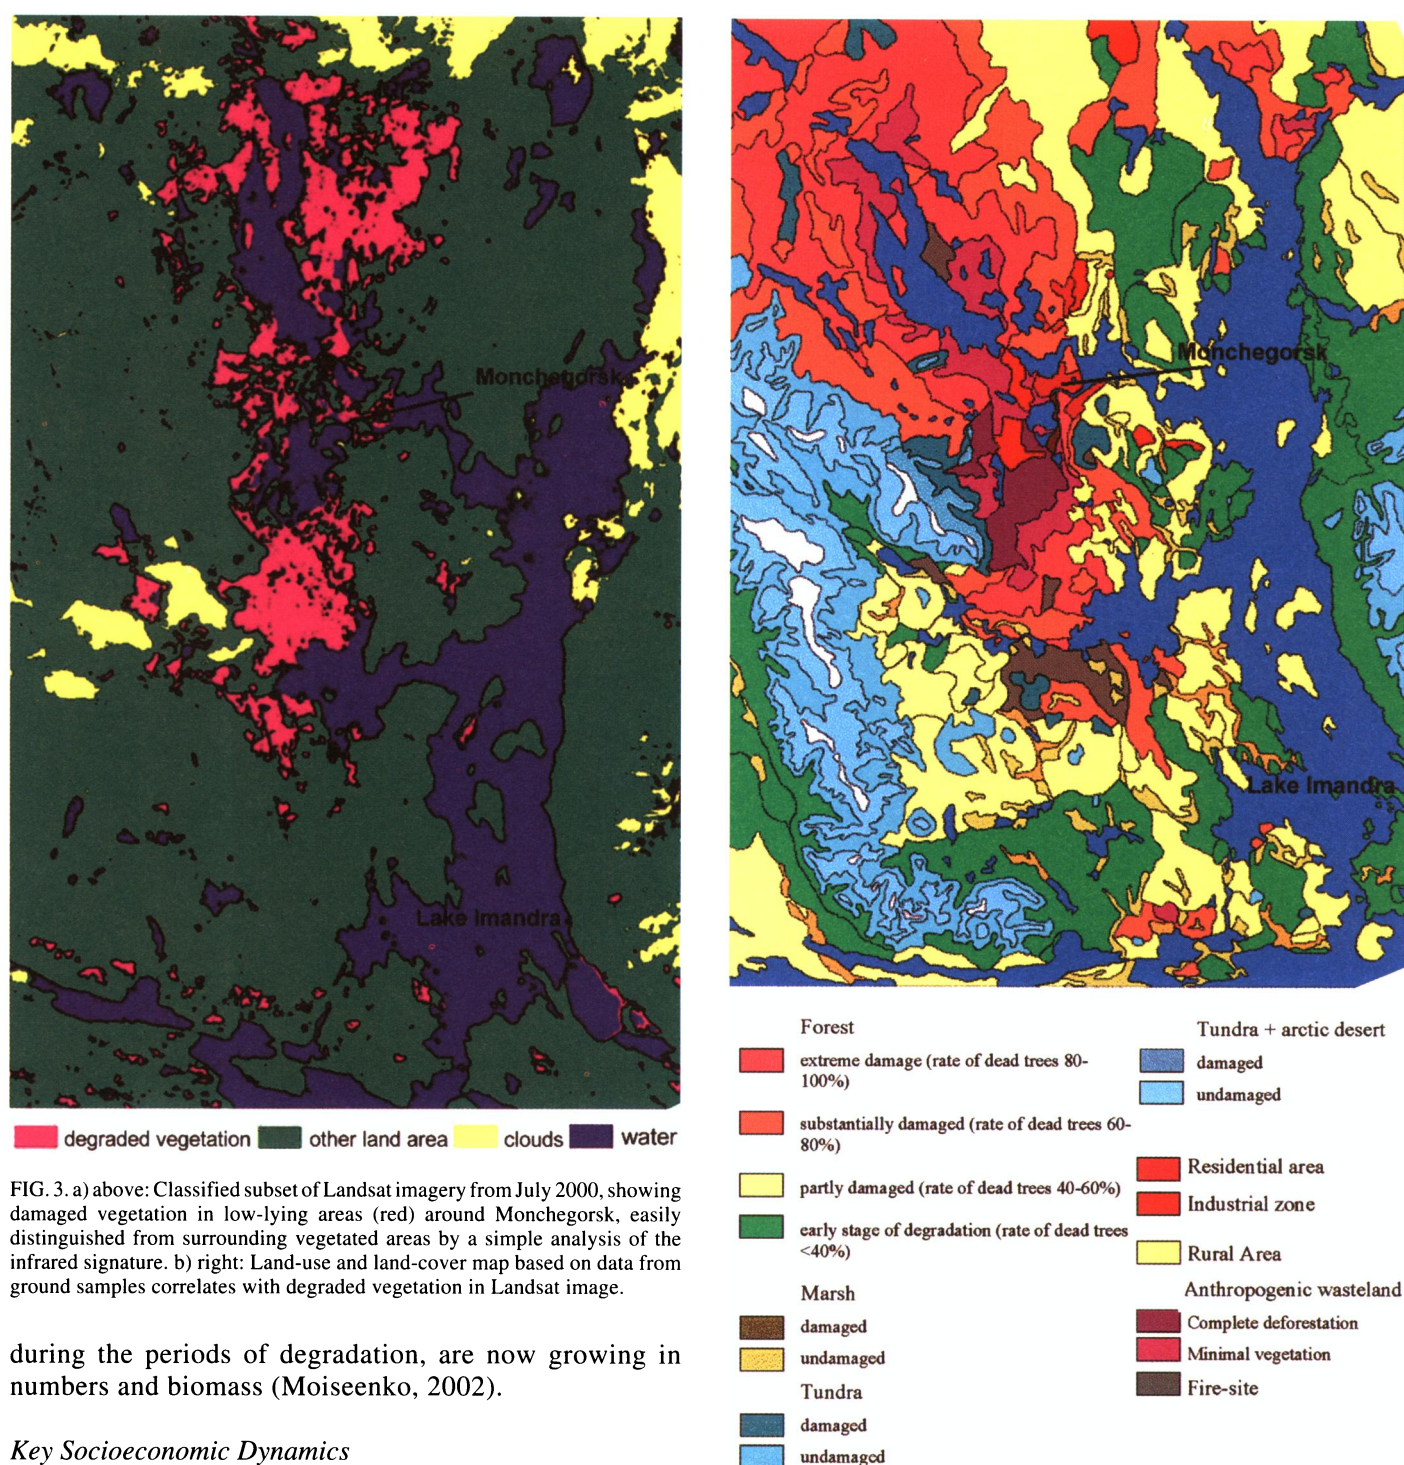 Monchegorsk
Lake Imandra
degraded vegetation other land area clouds water
FIG. 3. a) above: Classified subset of Landsat imagery from July 2000, showing
damaged vegetation in low-lying areas (red) around Monchegorsk, easily
distinguished from surrounding vegetated areas by a simple analysis of the
infrared signature. b) right: Land-use and land-cover map based on data from
ground samples correlates with degraded vegetation in Landsat image.
during the periods of degradation, are now growing in
numbers and biomass (Moiseenko, 2002).
Key Socioeconomic Dynamics
Monchegorsk
Lake Imandra
Forest
extreme damage (rate of dead trees 80-
100%)
substantially damaged (rate of dead trees 60-
80%)
partly damaged (rate of dead trees 40-60%)
early stage of degradation (rate of dead trees
<40%)
Marsh
damaged
undamaged
Tundra
damaged
undamaged
Tundra + arctic desert
damaged
undamaged
Residential area
Industrial zone
Rural Area
Anthropogenic wasteland
Complete deforestation
Minimal vegetation
Fire-site